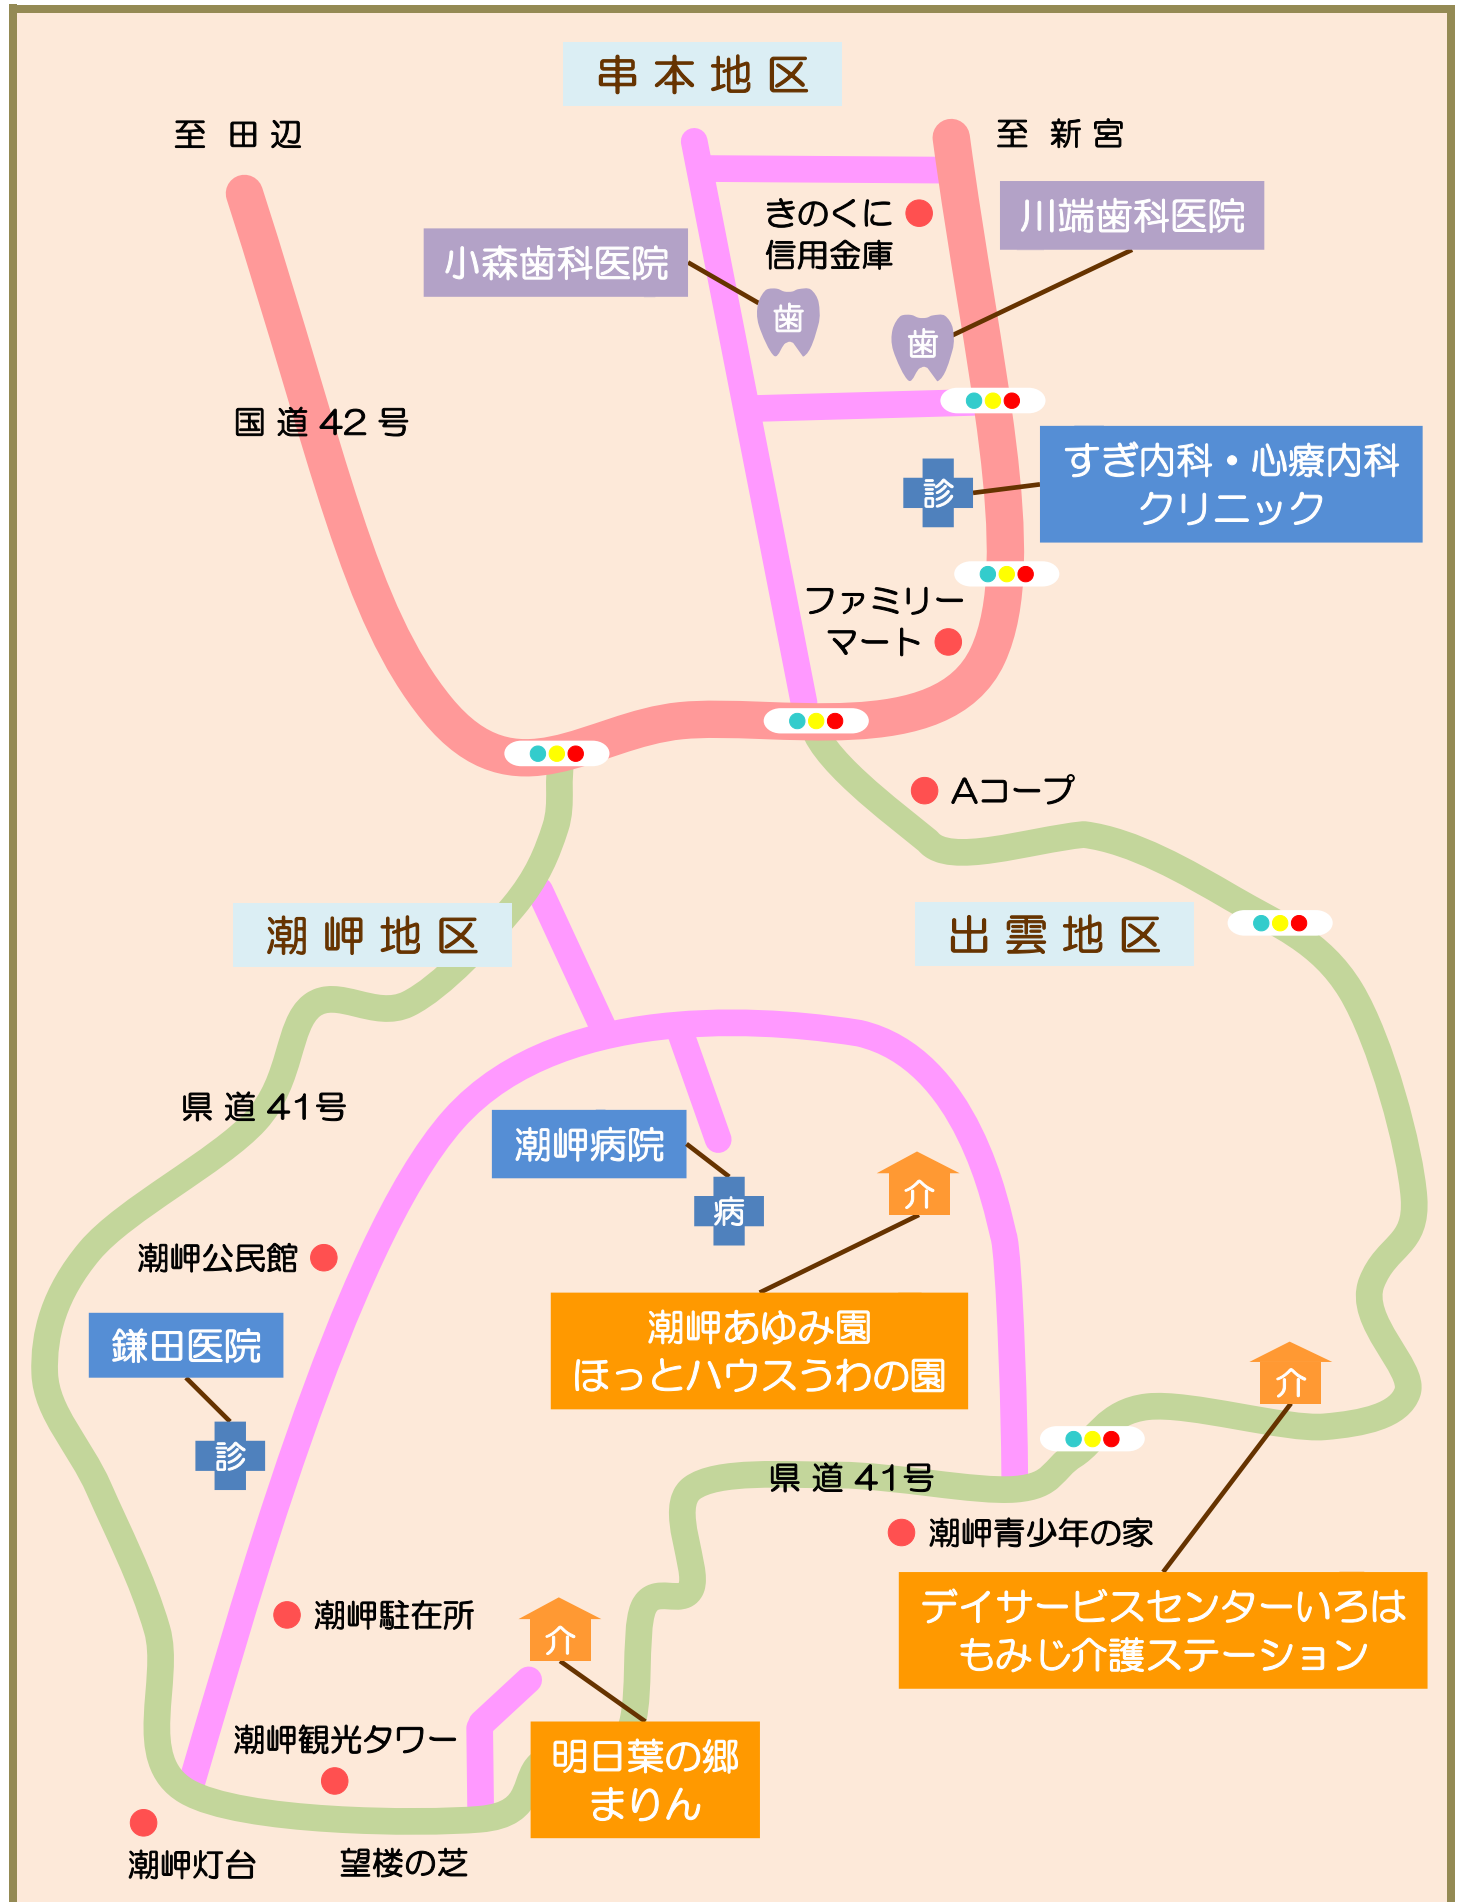 串本地区
至 田辺
至 新宮
きのくに
信用金庫
川端歯科医院
小森歯科医院
歯
歯
国道42号
すぎ内科・心療内科
クリニック
診
ファミリー
マート
Aコープ
潮岬地区
出雲地区
県道41号
潮岬病院
病
介
潮岬公民館
潮岬あゆみ園
ほっとハウスうわの園
鎌田医院
診
介
県道41号
潮岬青少年の家
デイサービスセンターいろは
もみじ介護ステーション
潮岬駐在所
介
潮岬観光タワー
明日葉の郷
まりん
潮岬灯台
望楼の芝